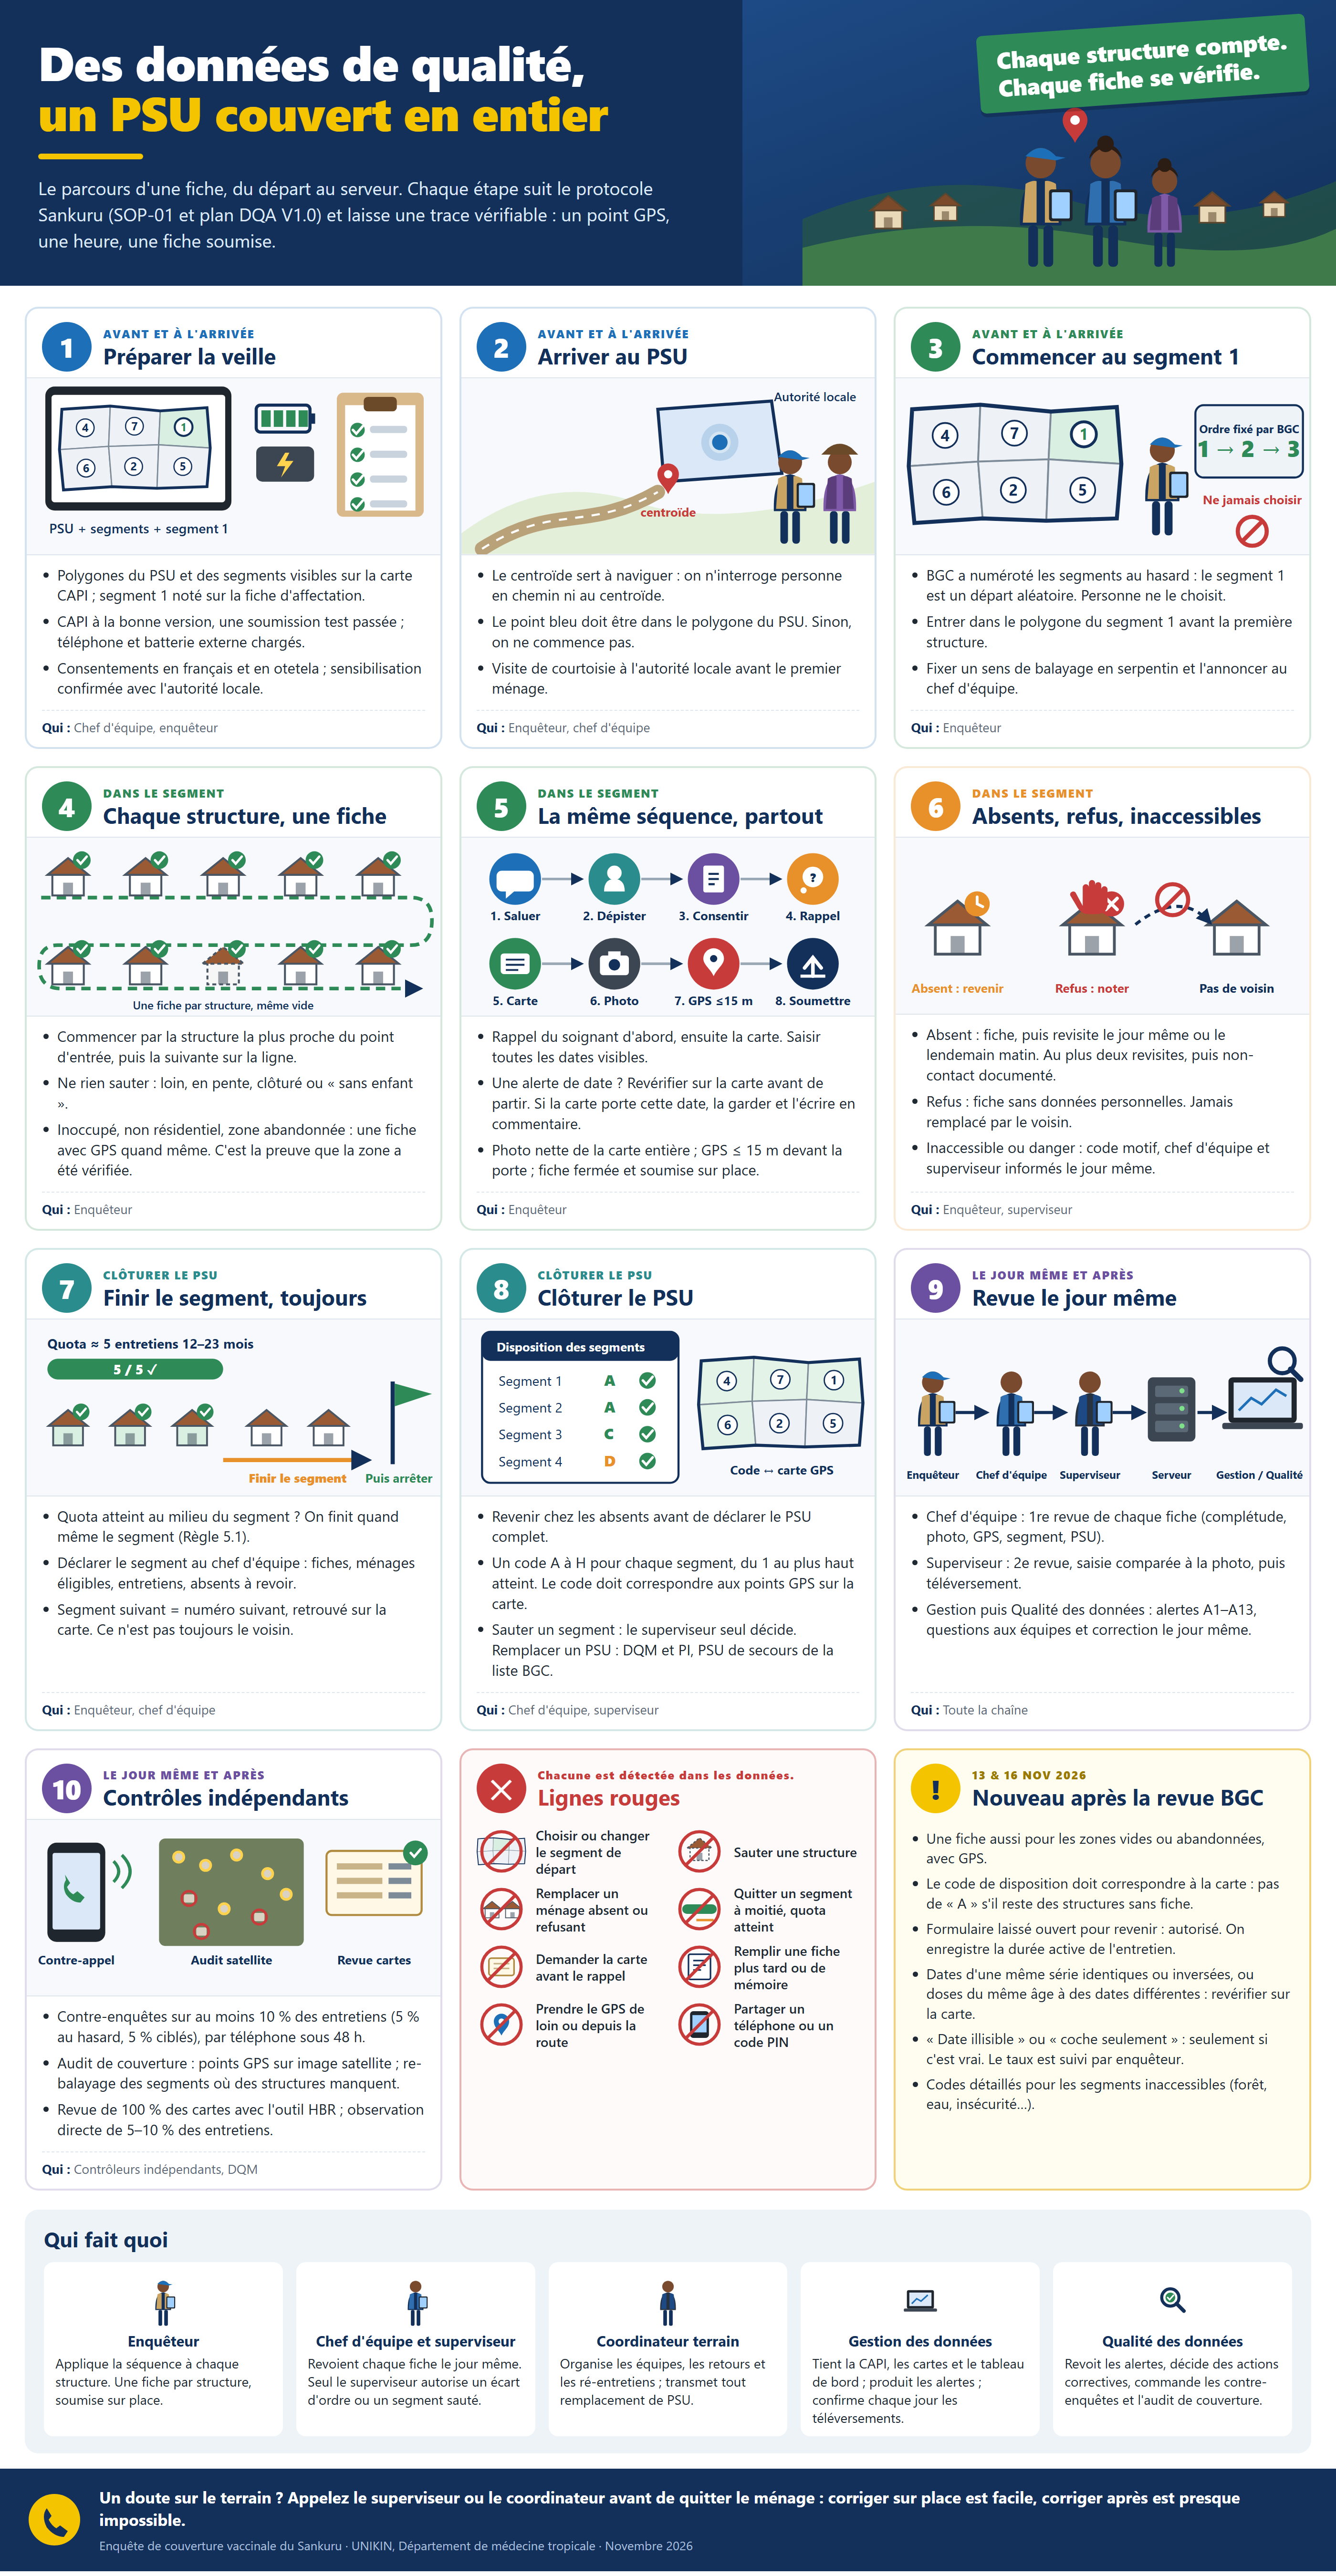 Des données de qualité,
un PSU couvert en entier
Le parcours d'une fiche, du départ au serveur. Chaque étape suit le protocole
Sankuru (SOP-01 et plan DQA V1.0) et laisse une trace vérifiable : un point GPS,
une heure, une fiche soumise.
Chaque structure compte.
Chaque fiche se vérifie.
1
AVANT ET À L'ARRIVÉE
Préparer la veille
4
7
1
6
2
5
PSU + segments + segment 1
• Polygones du PSU et des segments visibles sur la carte
CAPI ; segment 1 noté sur la fiche d'affectation.
• CAPI à la bonne version, une soumission test passée ;
téléphone et batterie externe chargés.
• Consentements en français et en otetela ; sensibilisation
confirmée avec l'autorité locale.
Qui : Chef d'équipe, enquêteur
2
AVANT ET À L'ARRIVÉE
Arriver au PSU
Autorité locale
centroïde
• Le centroïde sert à naviguer : on n'interroge personne
en chemin ni au centroïde.
• Le point bleu doit être dans le polygone du PSU. Sinon,
on ne commence pas.
• Visite de courtoisie à l'autorité locale avant le premier
ménage.
Qui : Enquêteur, chef d'équipe
3
AVANT ET À L'ARRIVÉE
Commencer au segment 1
4
7
1
6
2
5
Ordre fixé par BGC
1 → 2 → 3
Ne jamais choisir
• BGC a numéroté les segments au hasard : le segment 1
est un départ aléatoire. Personne ne le choisit.
• Entrer dans le polygone du segment 1 avant la première
structure.
• Fixer un sens de balayage en serpentin et l'annoncer au
chef d'équipe.
Qui : Enquêteur
4
DANS LE SEGMENT
Chaque structure, une fiche
Une fiche par structure, même vide
• Commencer par la structure la plus proche du point
d'entrée, puis la suivante sur la ligne.
• Ne rien sauter : loin, en pente, clôturé ou « sans enfant
».
• Inoccupé, non résidentiel, zone abandonnée : une fiche
avec GPS quand même. C'est la preuve que la zone a
été vérifiée.
Qui : Enquêteur
5
DANS LE SEGMENT
La même séquence, partout
?
1. Saluer
2. Dépister
3. Consentir
4. Rappel
5. Carte
6. Photo
7. GPS ≤15 m
8. Soumettre
• Rappel du soignant d'abord, ensuite la carte. Saisir
toutes les dates visibles.
• Une alerte de date ? Revérifier sur la carte avant de
partir. Si la carte porte cette date, la garder et l'écrire en
commentaire.
• Photo nette de la carte entière ; GPS ≤ 15 m devant la
porte ; fiche fermée et soumise sur place.
Qui : Enquêteur
6
DANS LE SEGMENT
Absents, refus, inaccessibles
Absent : revenir
Refus : noter
Pas de voisin
• Absent : fiche, puis revisite le jour même ou le
lendemain matin. Au plus deux revisites, puis non-
contact documenté.
• Refus : fiche sans données personnelles. Jamais
remplacé par le voisin.
• Inaccessible ou danger : code motif, chef d'équipe et
superviseur informés le jour même.
Qui : Enquêteur, superviseur
7
CLÔTURER LE PSU
Finir le segment, toujours
Quota ≈ 5 entretiens 12–23 mois
5 / 5 ✓
Finir le segment
Puis arrêter
• Quota atteint au milieu du segment ? On finit quand
même le segment (Règle 5.1).
• Déclarer le segment au chef d'équipe : fiches, ménages
éligibles, entretiens, absents à revoir.
• Segment suivant = numéro suivant, retrouvé sur la
carte. Ce n'est pas toujours le voisin.
Qui : Enquêteur, chef d'équipe
8
CLÔTURER LE PSU
Clôturer le PSU
Disposition des segments
Segment 1 A
Segment 2 A
Segment 3 C
Segment 4 D
4
7
1
6
2
5
Code ↔ carte GPS
• Revenir chez les absents avant de déclarer le PSU
complet.
• Un code A à H pour chaque segment, du 1 au plus haut
atteint. Le code doit correspondre aux points GPS sur la
carte.
• Sauter un segment : le superviseur seul décide.
Remplacer un PSU : DQM et PI, PSU de secours de la
liste BGC.
Qui : Chef d'équipe, superviseur
9
LE JOUR MÊME ET APRÈS
Revue le jour même
Enquêteur
Chef d'équipe
Superviseur
Serveur
Gestion / Qualité
• Chef d'équipe : 1re revue de chaque fiche (complétude,
photo, GPS, segment, PSU).
• Superviseur : 2e revue, saisie comparée à la photo, puis
téléversement.
• Gestion puis Qualité des données : alertes A1–A13,
questions aux équipes et correction le jour même.
Qui : Toute la chaîne
10
LE JOUR MÊME ET APRÈS
Contrôles indépendants
Contre-appel
Audit satellite
Revue cartes
• Contre-enquêtes sur au moins 10 % des entretiens (5 %
au hasard, 5 % ciblés), par téléphone sous 48 h.
• Audit de couverture : points GPS sur image satellite ; re-
balayage des segments où des structures manquent.
• Revue de 100 % des cartes avec l'outil HBR ; observation
directe de 5–10 % des entretiens.
Qui : Contrôleurs indépendants, DQM
Chacune est détectée dans les données.
Lignes rouges
Choisir ou changer
le segment de
départ
Sauter une structure
Remplacer un
ménage absent ou
refusant
Quitter un segment
à moitié, quota
atteint
Demander la carte
avant le rappel
Remplir une fiche
plus tard ou de
mémoire
Prendre le GPS de
loin ou depuis la
route
Partager un
téléphone ou un
code PIN
!
13 & 16 NOV 2026
Nouveau après la revue BGC
• Une fiche aussi pour les zones vides ou abandonnées,
avec GPS.
• Le code de disposition doit correspondre à la carte : pas
de « A » s'il reste des structures sans fiche.
• Formulaire laissé ouvert pour revenir : autorisé. On
enregistre la durée active de l'entretien.
• Dates d'une même série identiques ou inversées, ou
doses du même âge à des dates différentes : revérifier sur
la carte.
• « Date illisible » ou « coche seulement » : seulement si
c'est vrai. Le taux est suivi par enquêteur.
• Codes détaillés pour les segments inaccessibles (forêt,
eau, insécurité…).
Qui fait quoi
Enquêteur
Applique la séquence à chaque
structure. Une fiche par structure,
soumise sur place.
Chef d'équipe et superviseur
Revoient chaque fiche le jour même.
Seul le superviseur autorise un écart
d'ordre ou un segment sauté.
Coordinateur terrain
Organise les équipes, les retours et
les ré-entretiens ; transmet tout
remplacement de PSU.
Gestion des données
Tient la CAPI, les cartes et le tableau
de bord ; produit les alertes ;
confirme chaque jour les
téléversements.
Qualité des données
Revoit les alertes, décide des actions
correctives, commande les contre-
enquêtes et l'audit de couverture.
Un doute sur le terrain ? Appelez le superviseur ou le coordinateur avant de quitter le ménage : corriger sur place est facile, corriger après est presque
impossible.
Enquête de couverture vaccinale du Sankuru · UNIKIN, Département de médecine tropicale · Novembre 2026